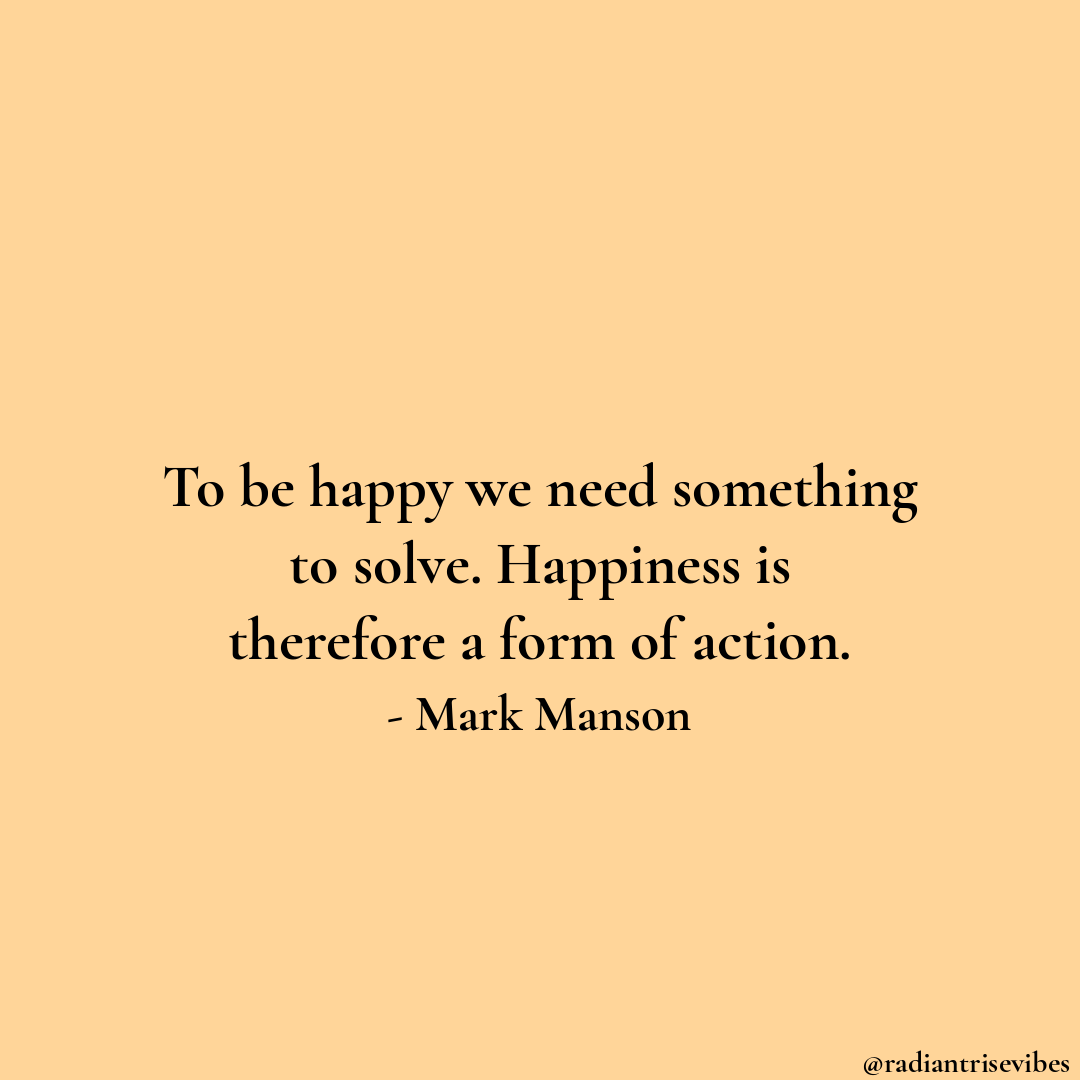 To be happy we need something
to solve. Happiness is
therefore a form of action.
- Mark Manson
@radiantrisevibes